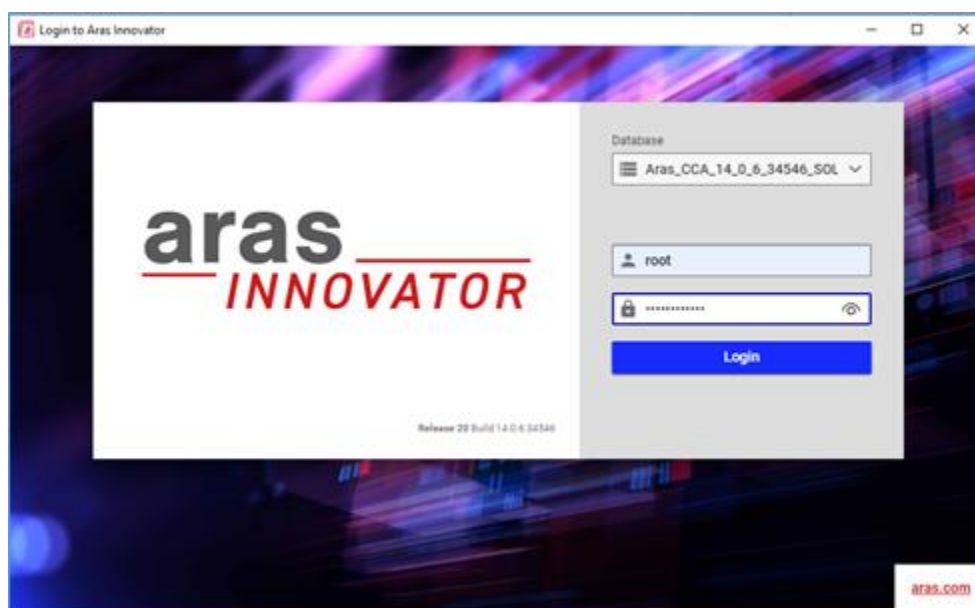 Login to Aras Innovator
aras
INNOVATOR
Release 20 Build 14.0.6.34546
Database
Aras_CCA_14_0_6_34546_SOL
root
Login
aras.com